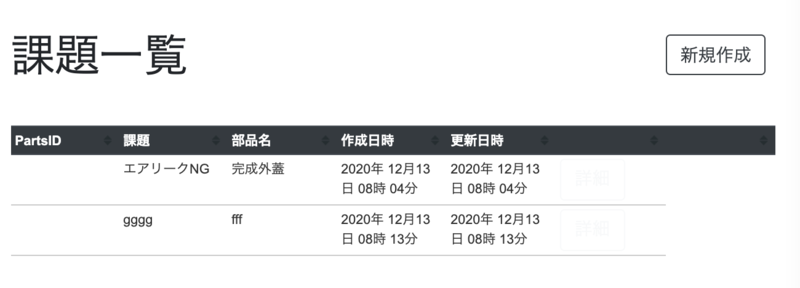 課題一覧
新規作成
PartsID 課題 部品名 作成日時 更新日時
エアリークNG 完成外蓋 2020年 12月13 2020年 12月13 詳細
日 08時 04分 日 08時 04分
gggg fff 2020年 12月13 2020年 12月13 詳細
日 08時 13分 日 08時 13分